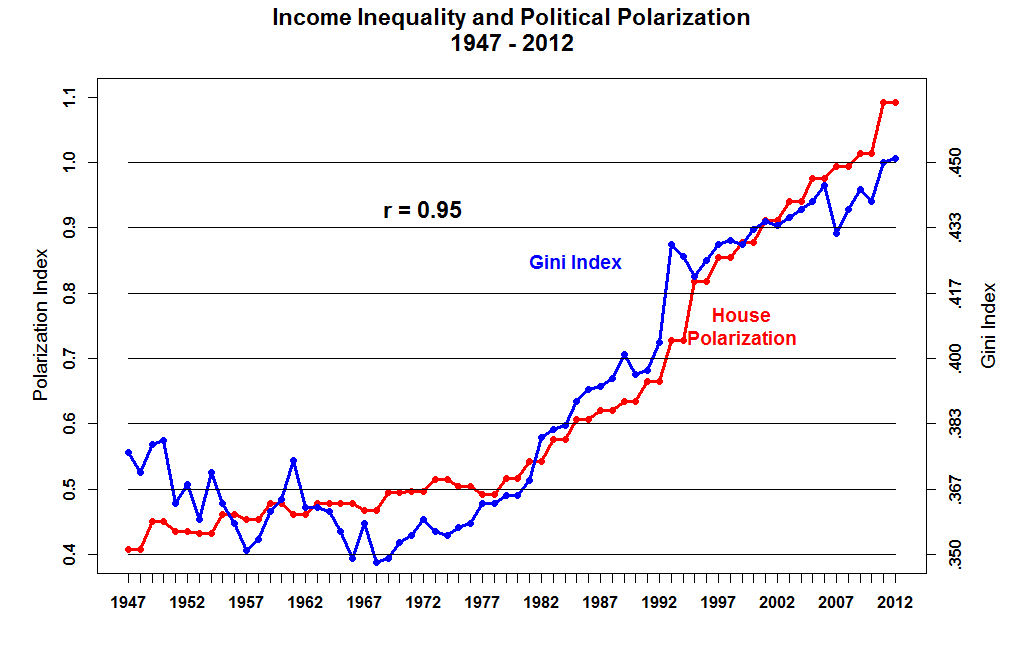 Income Inequality and Political Polarization
1947 - 2012
1.1
1.0
0.9
0.8
0.7
0.6
0.5
0.4
Polarization Index
r = 0.95
Gini Index
House
Polarization
.450
.433
.417
.400
.383
.367
.350
Gini Index
1947 1952 1957 1962 1967 1972 1977 1982 1987 1992 1997 2002 2007 2012